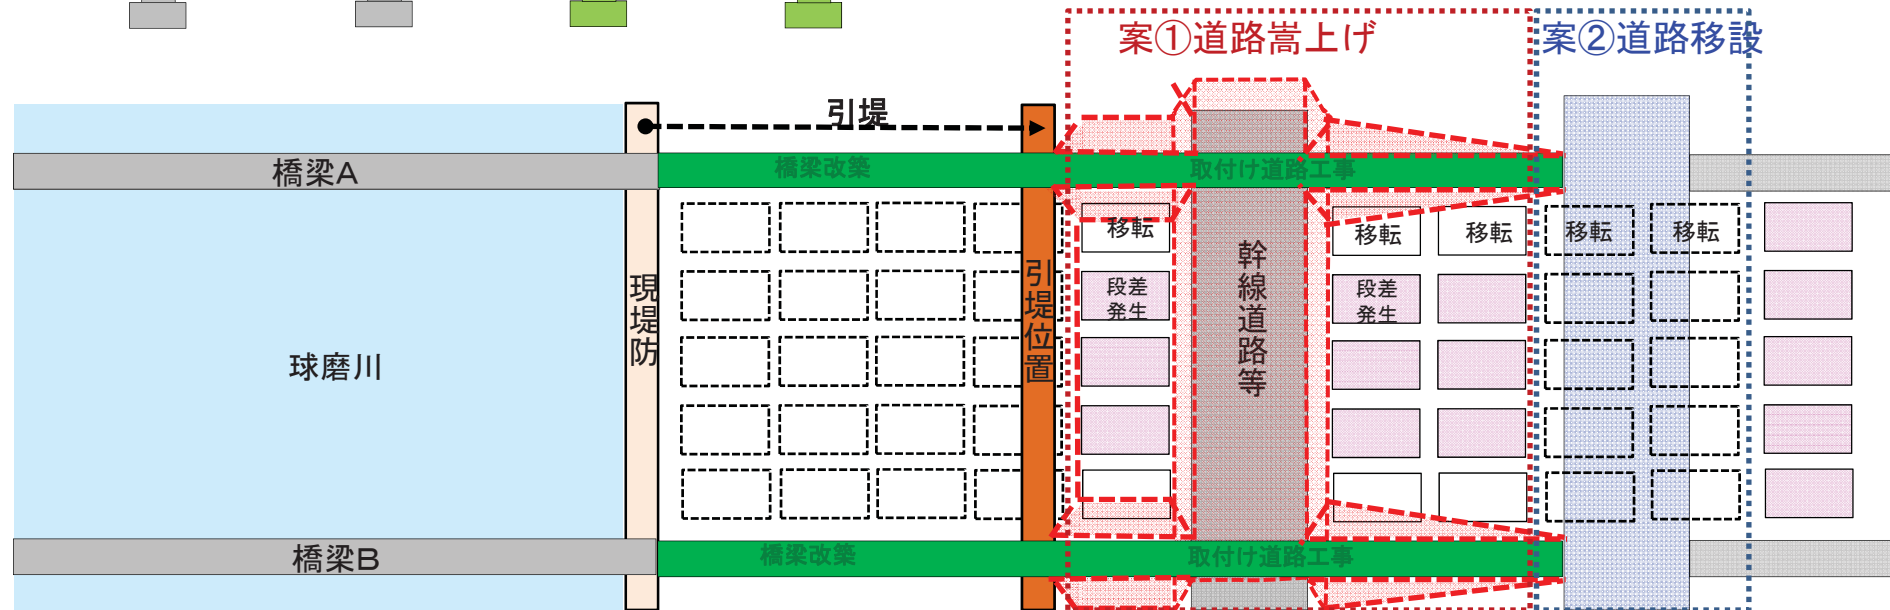 案①道路嵩上げ
案②道路移設
引堤
橋梁A
橋梁改築
取付け道路工事
移転
移転
移転
移転
移転
段差
発生
段差
発生
現堤防
引堤位置
幹線道路等
球磨川
橋梁B
橋梁改築
取付け道路工事